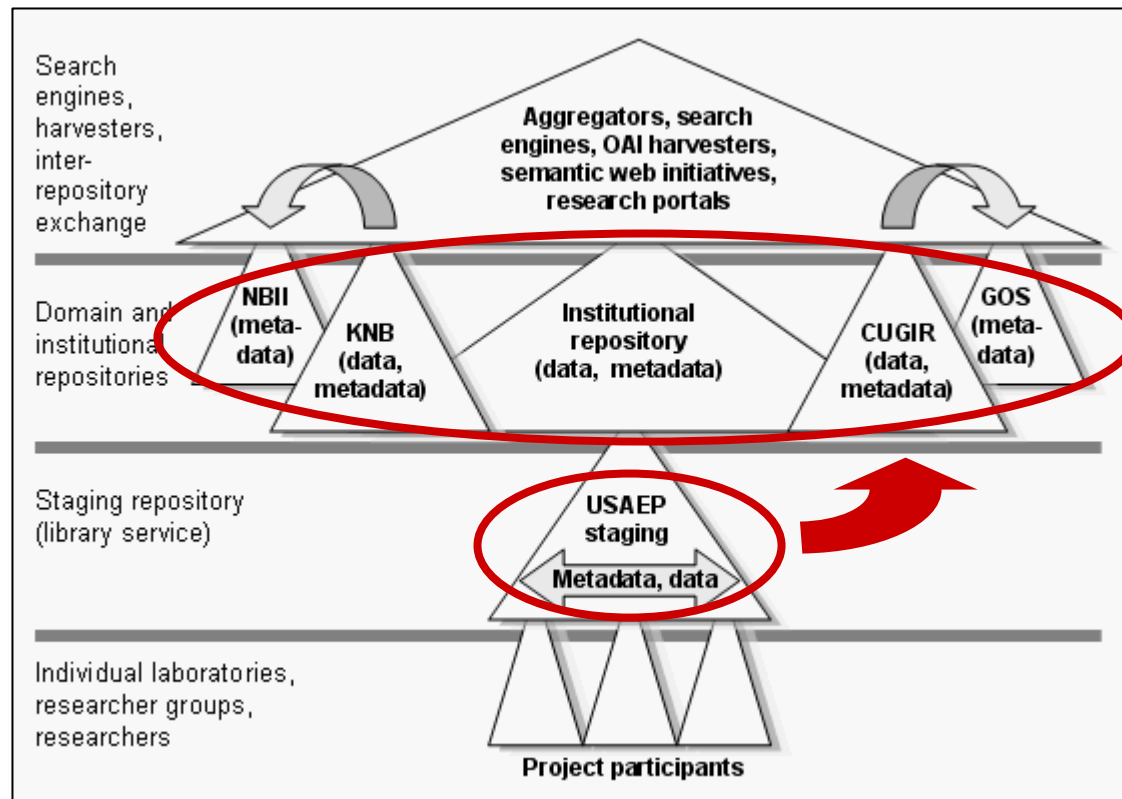 Search
engines,
harvesters,
inter-
repository
exchange
Aggregators, search
engines, OAI harvesters,
semantic web initiatives,
research portals
Domain and
institutional
repositories
NBII
(meta-
data)
KNB
(data,
metadata)
Institutional
repository
(data, metadata)
CUGIR
(data,
metadata)
GOS
(meta-
data)
Staging repository
(library service)
USAEP
staging
Metadata, data
Individual laboratories,
researcher groups,
researchers
Project participants